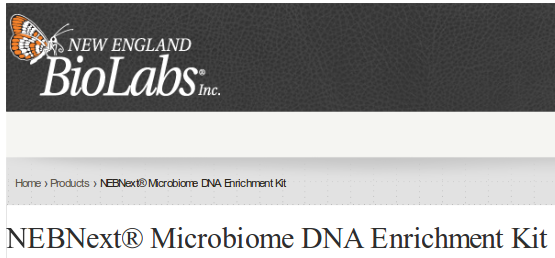 NEW ENGLAND
BioLabs® Inc.
Home › Products › NEBNext® Microbiome DNA Enrichment Kit
NEBNext® Microbiome DNA Enrichment Kit